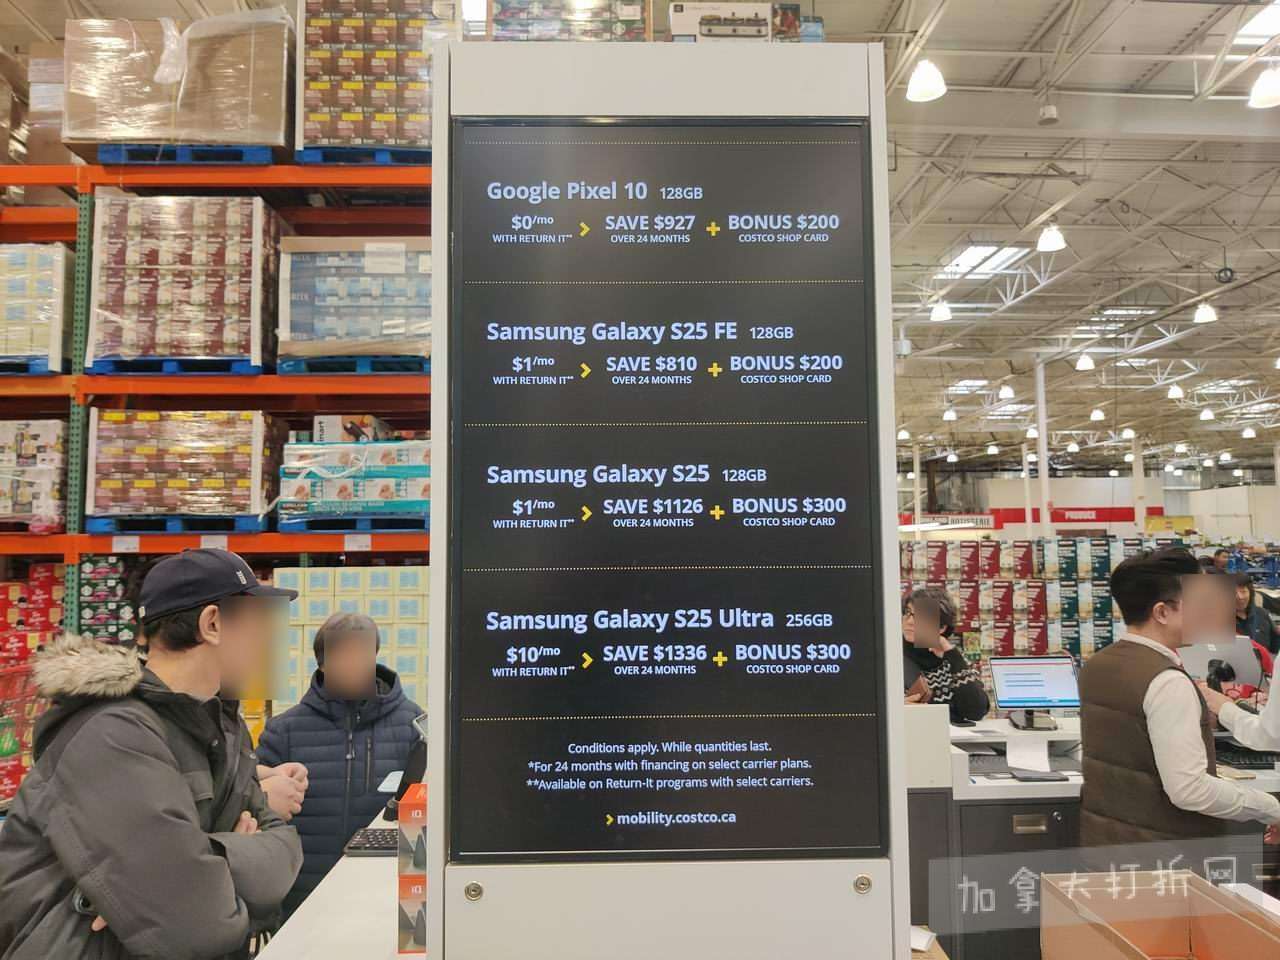 Google Pixel 10 128GB
$0/mo SAVE $927 + BONUS $200
WITH RETURN IT** OVER 24 MONTHS COSTCO SHOP CARD
Samsung Galaxy S25 FE 128GB
$1/mo SAVE $810 + BONUS $200
WITH RETURN IT** OVER 24 MONTHS COSTCO SHOP CARD
Samsung Galaxy S25 128GB
$1/mo SAVE $1126 + BONUS $300
WITH RETURN IT** OVER 24 MONTHS COSTCO SHOP CARD
Samsung Galaxy S25 Ultra 256GB
$10/mo SAVE $1336 + BONUS $300
WITH RETURN IT** OVER 24 MONTHS COSTCO SHOP CARD
Conditions apply. While quantities last.
*For 24 months with financing on select carrier plans.
**Available on Return-It programs with select carriers.
mobility.costco.ca
ROTISSERIE
PRODUCE
iQ
iQ
加拿大打折网